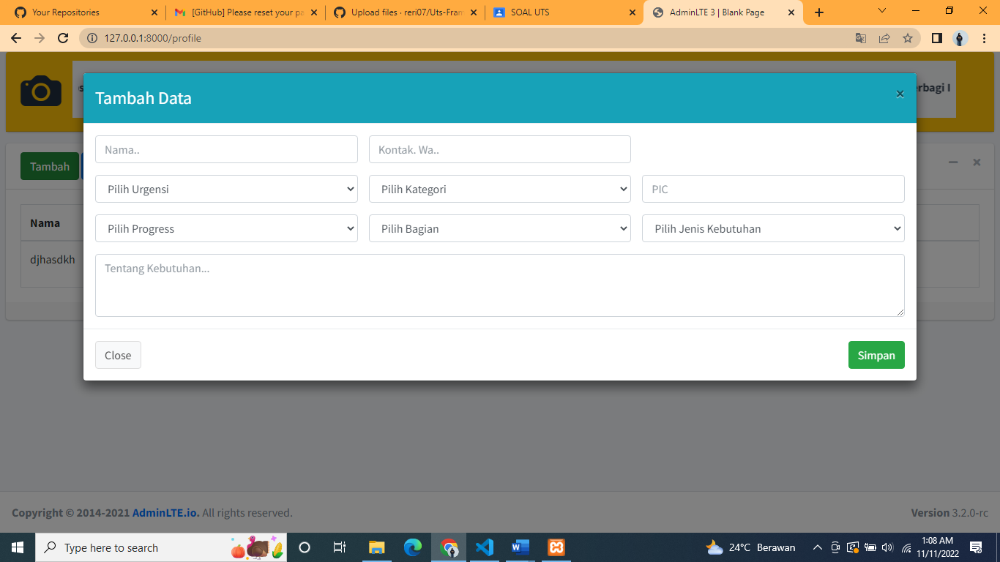 Your Repositories
[GitHub] Please reset your pa
Upload files · reri07/Uts-Fram
SOAL UTS
AdminLTE 3 | Blank Page
127.0.0.1:8000/profile
erbagi I
Tambah Data
×
Nama..
Kontak. Wa..
Tambah
Pilih Urgensi
Pilih Kategori
PIC
Nama
Pilih Progress
Pilih Bagian
Pilih Jenis Kebutuhan
djhasdkh
Tentang Kebutuhan...
Close
Simpan
Copyright © 2014-2021 AdminLTE.io. All rights reserved.
Version 3.2.0-rc
Type here to search
24°C Berawan
1:08 AM
11/11/2022